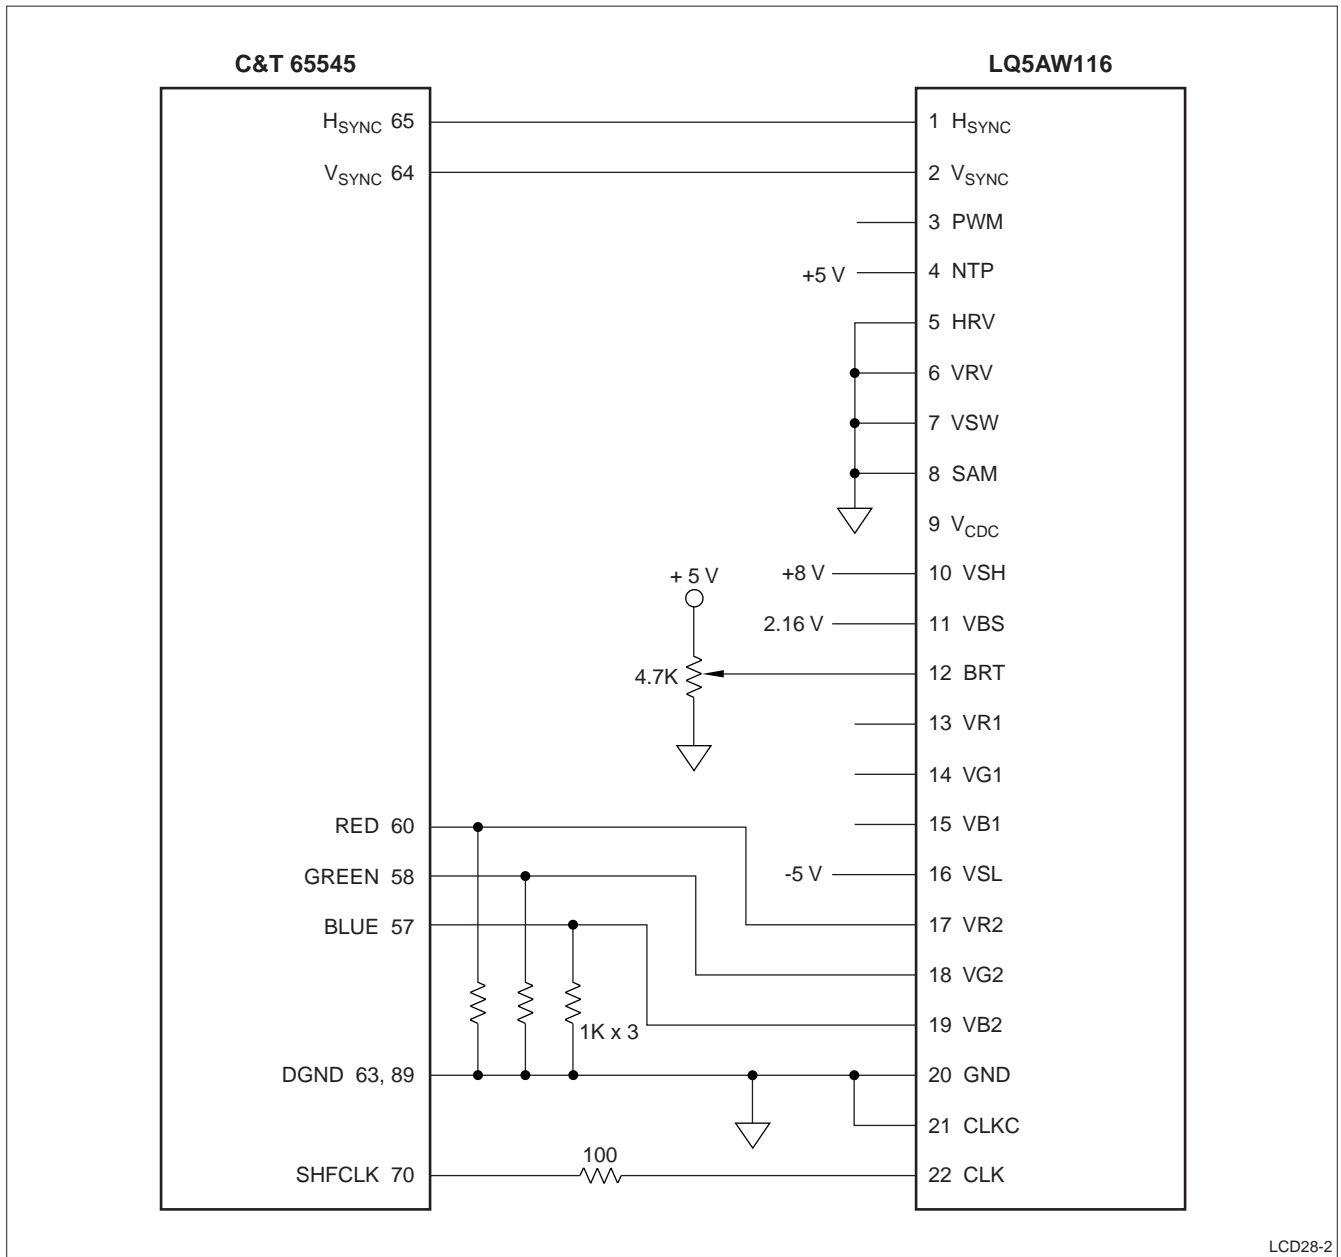 C&T 65545
LQ5AW116
HSYNC 65
1 HSYNC
VSYNC 64
2 VSYNC
3 PWM
+5 V
4 NTP
5 HRV
6 VRV
7 VSW
8 SAM
9 VCDC
+ 5 V
+8 V
10 VSH
2.16 V
11 VBS
4.7K
12 BRT
13 VR1
14 VG1
RED 60
15 VB1
GREEN 58
-5 V
16 VSL
BLUE 57
17 VR2
18 VG2
1K x 3
19 VB2
DGND 63, 89
20 GND
21 CLKC
100
SHFCLK 70
22 CLK
LCD28-2